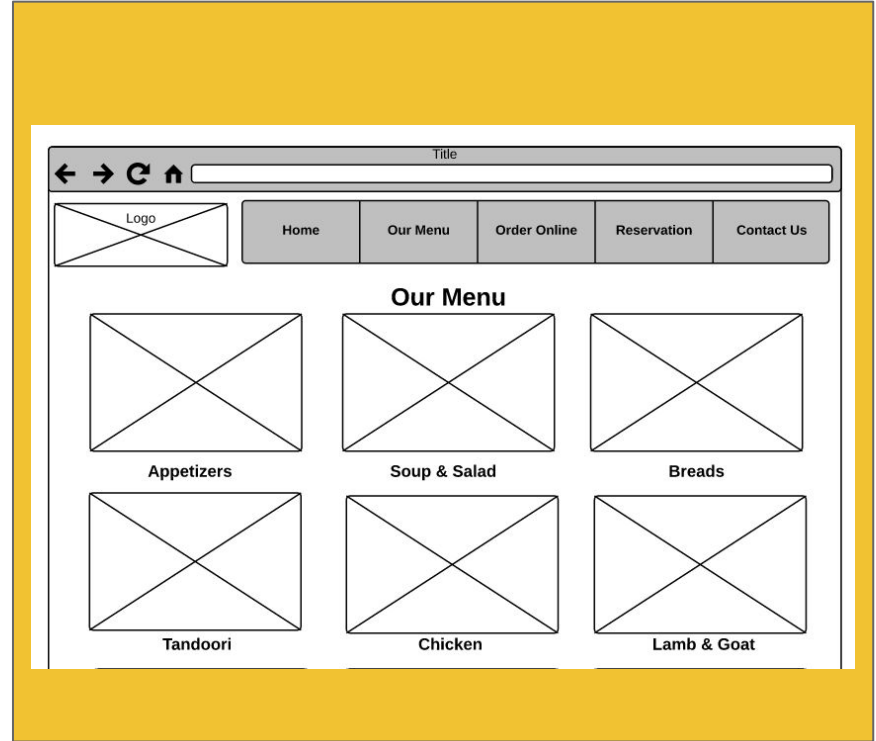 Title
Logo
Home Our Menu Order Online Reservation Contact Us
Our Menu
Appetizers Soup & Salad Breads
Tandoori Chicken Lamb & Goat